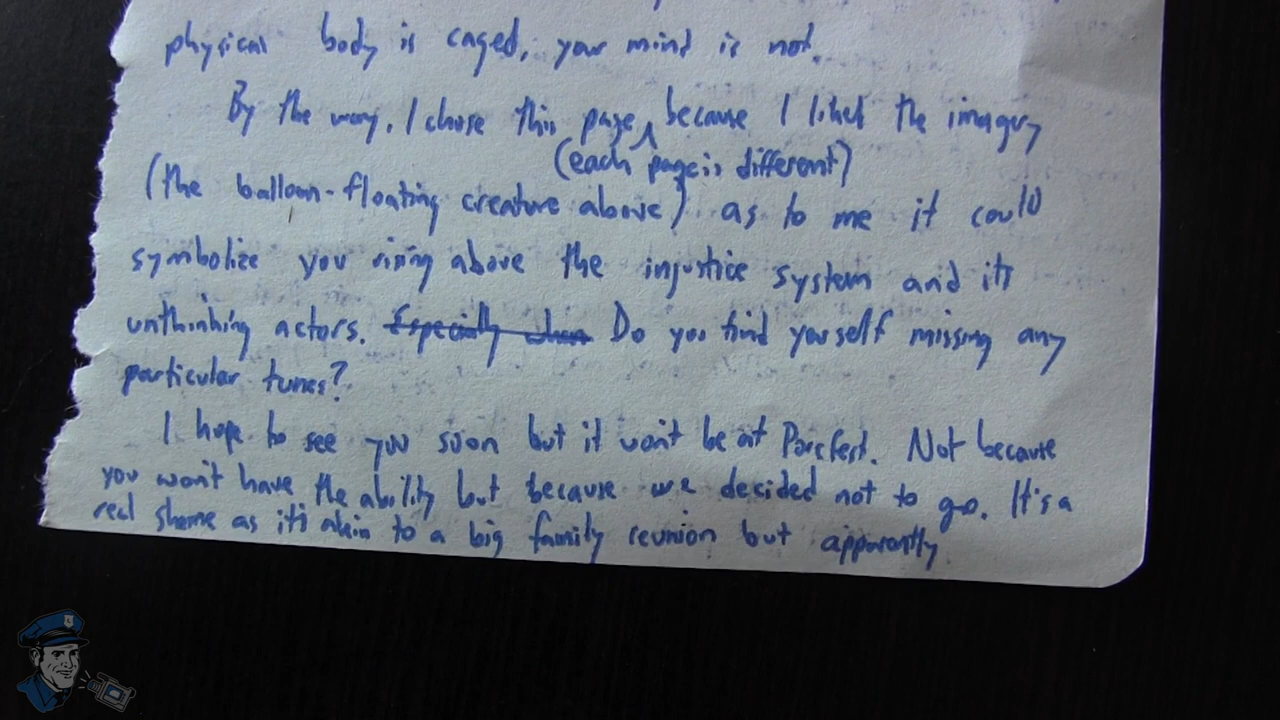 physical body is caged, your mind is not.
By the way, I chose this page because I liked the imagery
(each page is different)
(the balloon-floating creature above) as to me it could
symbolize you rising above the injustice system and its
unthinking actors. Especially when Do you find yourself missing any
particular tunes?
I hope to see you soon but it won't be at Porcfest. Not because
you won't have the ability but because we decided not to go. It's a
real shame as it's akin to a big family reunion but apparently